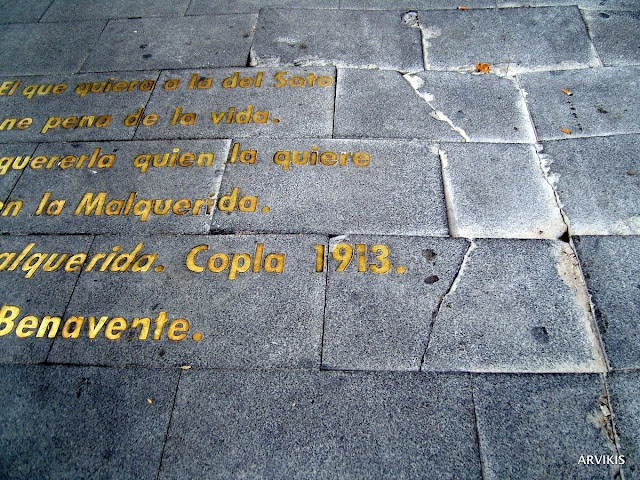 El que quiera a la del Soto
ne pena de la vida.
quererla quien la quiere
en la Malquerida.
alquerida. Copla 1913.
Benavente.
ARVIKIS